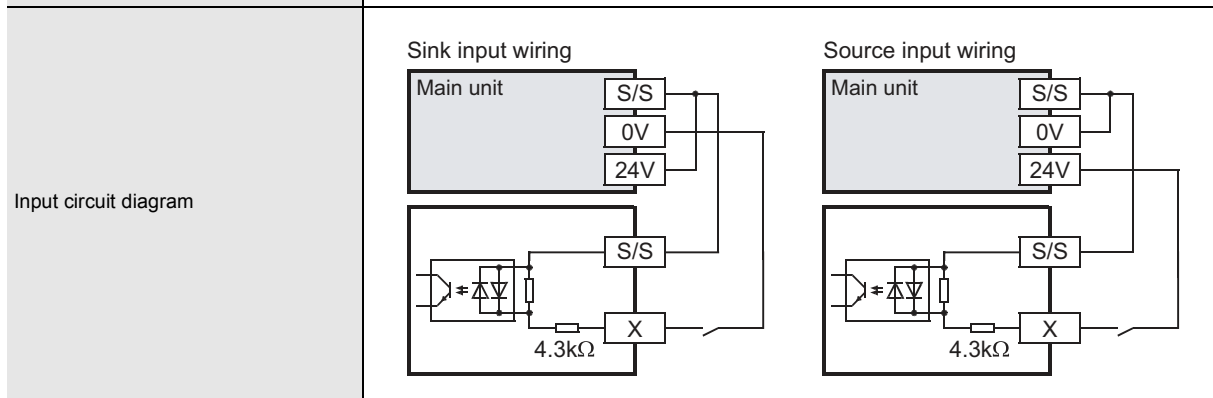 Input circuit diagram
Sink input wiring
Main unit
S/S
0V
24V
S/S
X
4.3kΩ
Source input wiring
Main unit
S/S
0V
24V
S/S
X
4.3kΩ